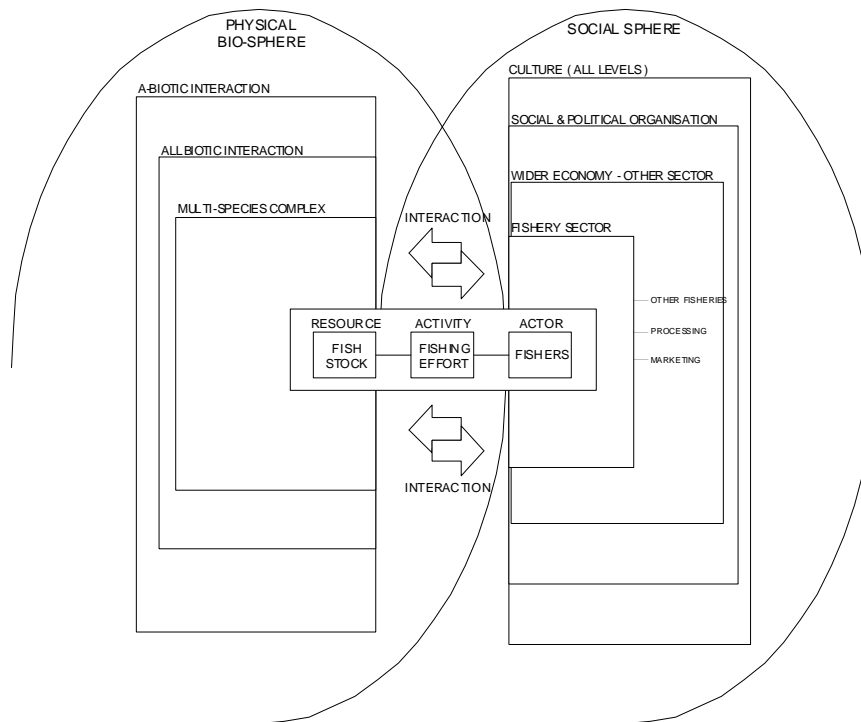 PHYSICAL
BIO-SPHERE
SOCIAL SPHERE
CULTURE ( ALL LEVELS )
A-BIOTIC INTERACTION
SOCIAL & POLITICAL ORGANISATION
ALL BIOTIC INTERACTION
WIDER ECONOMY - OTHER SECTOR
MULTI-SPECIES COMPLEX
INTERACTION
FISHERY SECTOR
OTHER FISHERIES
PROCESSING
MARKETING
RESOURCE
ACTIVITY
ACTOR
FISH
STOCK
FISHING
EFFORT
FISHERS
INTERACTION